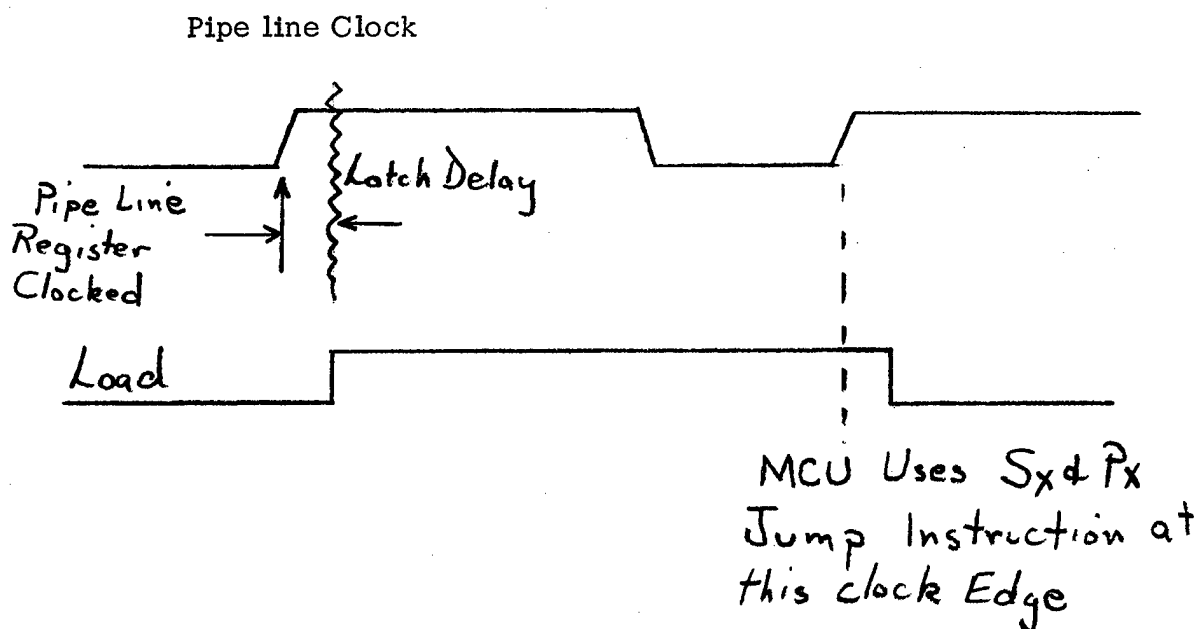 Pipe line Clock
Latch Delay
Pipe Line
Register
Clocked
Load
MCU Uses Sx & Px
Jump Instruction at
this clock Edge